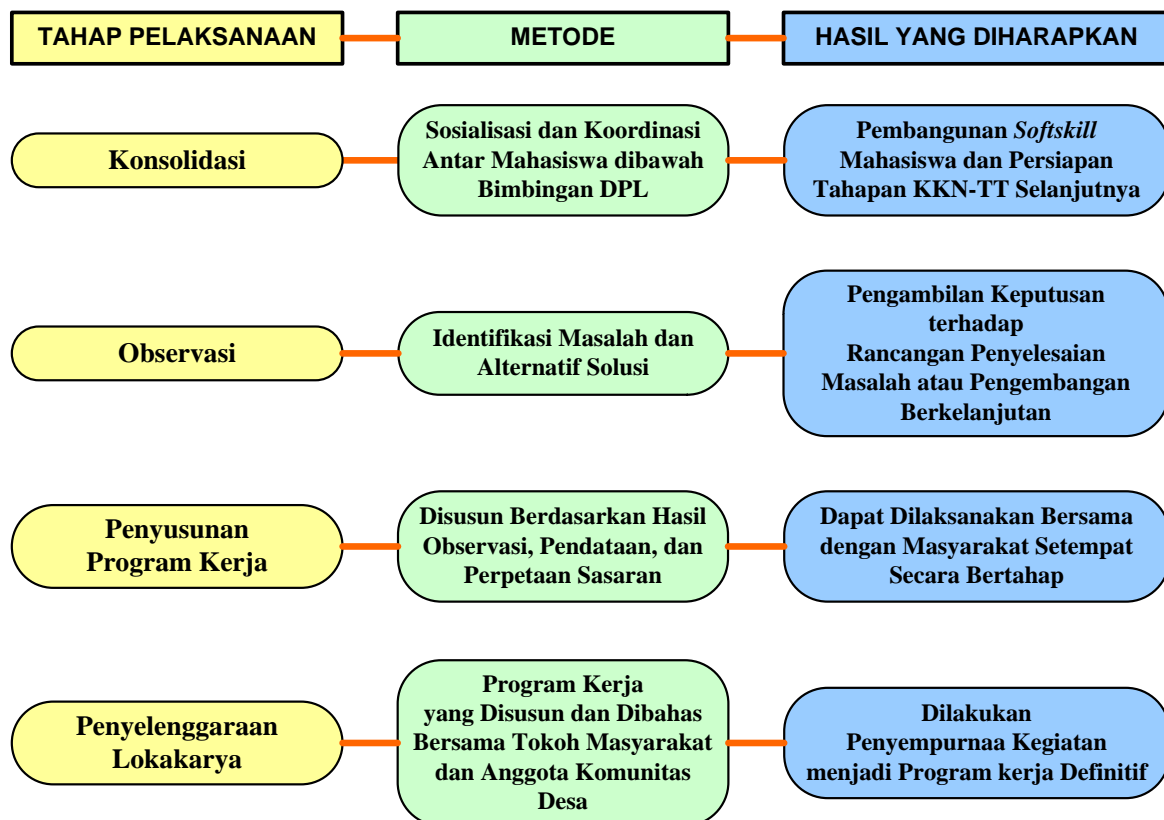 TAHAP PELAKSANAAN
METODE
HASIL YANG DIHARAPKAN
Konsolidasi
Sosialisasi dan Koordinasi
Antar Mahasiswa dibawah
Bimbingan DPL
Pembangunan Softskill
Mahasiswa dan Persiapan
Tahapan KKN-TT Selanjutnya
Observasi
Identifikasi Masalah dan
Alternatif Solusi
Pengambilan Keputusan
terhadap
Rancangan Penyelesaian
Masalah atau Pengembangan
Berkelanjutan
Penyusunan
Program Kerja
Disusun Berdasarkan Hasil
Observasi, Pendataan, dan
Perpetaan Sasaran
Dapat Dilaksanakan Bersama
dengan Masyarakat Setempat
Secara Bertahap
Penyelenggaraan
Lokakarya
Program Kerja
yang Disusun dan Dibahas
Bersama Tokoh Masyarakat
dan Anggota Komunitas
Desa
Dilakukan
Penyempurnaa Kegiatan
menjadi Program kerja Definitif